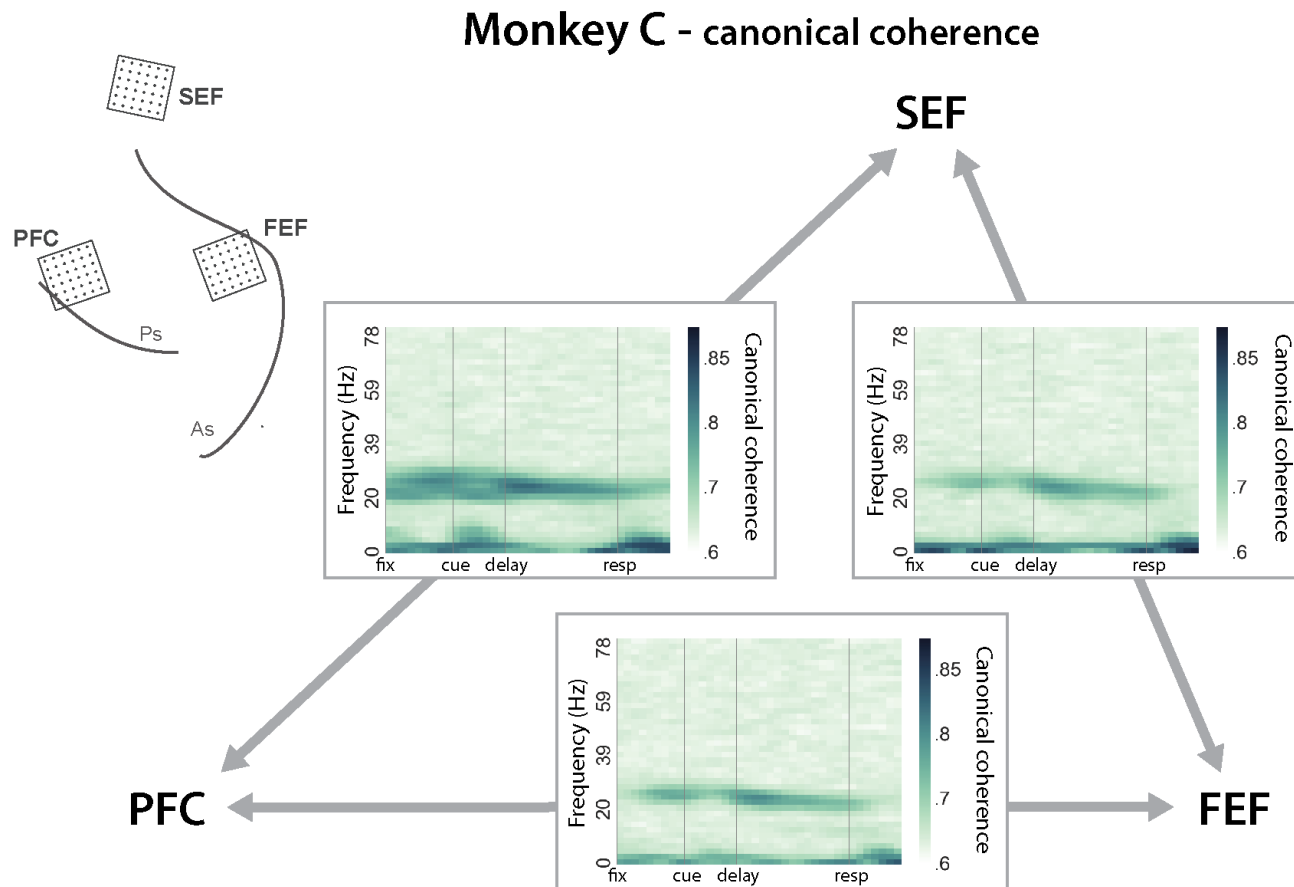 Monkey C - canonical coherence
SEF
PFC
FEF
Ps
As
SEF
78
59
39
20
0
Frequency (Hz)
fix cue delay resp
.85
.8
.7
.6
Canonical coherence
78
59
39
20
0
Frequency (Hz)
fix cue delay resp
.85
.8
.7
.6
Canonical coherence
78
59
39
20
0
Frequency (Hz)
fix cue delay resp
.85
.8
.7
.6
Canonical coherence
PFC
FEF